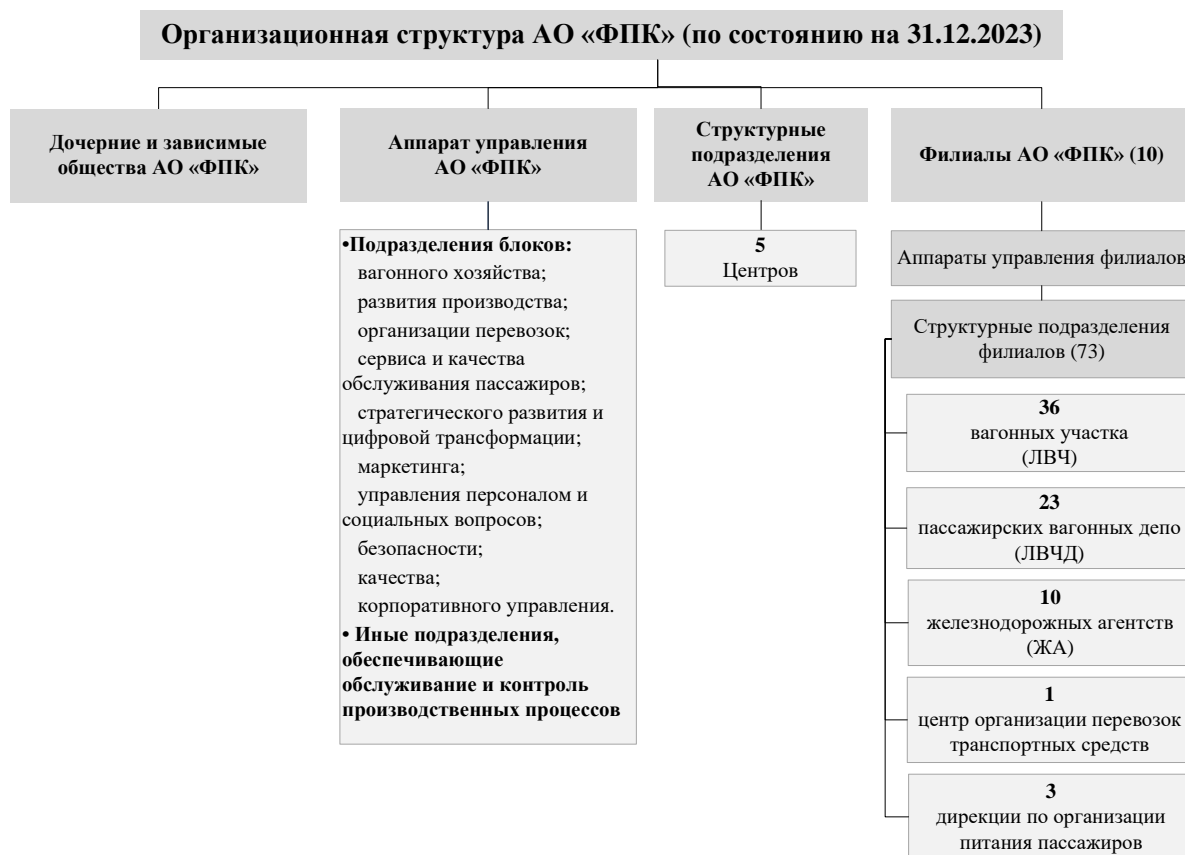 Организационная структура АО «ФПК» (по состоянию на 31.12.2023)
Дочерние и зависимые
общества АО «ФПК»
Аппарат управления
АО «ФПК»
•Подразделения блоков:
вагонного хозяйства;
развития производства;
организации перевозок;
сервиса и качества
обслуживания пассажиров;
стратегического развития и
цифровой трансформации;
маркетинга;
управления персоналом и
социальных вопросов;
безопасности;
качества;
корпоративного управления.
• Иные подразделения,
обеспечивающие
обслуживание и контроль
производственных процессов
Структурные
подразделения
АО «ФПК»
5
Центров
Филиалы АО «ФПК» (10)
Аппараты управления филиалов
Структурные подразделения
филиалов (73)
36
вагонных участка
(ЛВЧ)
23
пассажирских вагонных депо
(ЛВЧД)
10
железнодорожных агентств
(ЖА)
1
центр организации перевозок
транспортных средств
3
дирекции по организации
питания пассажиров